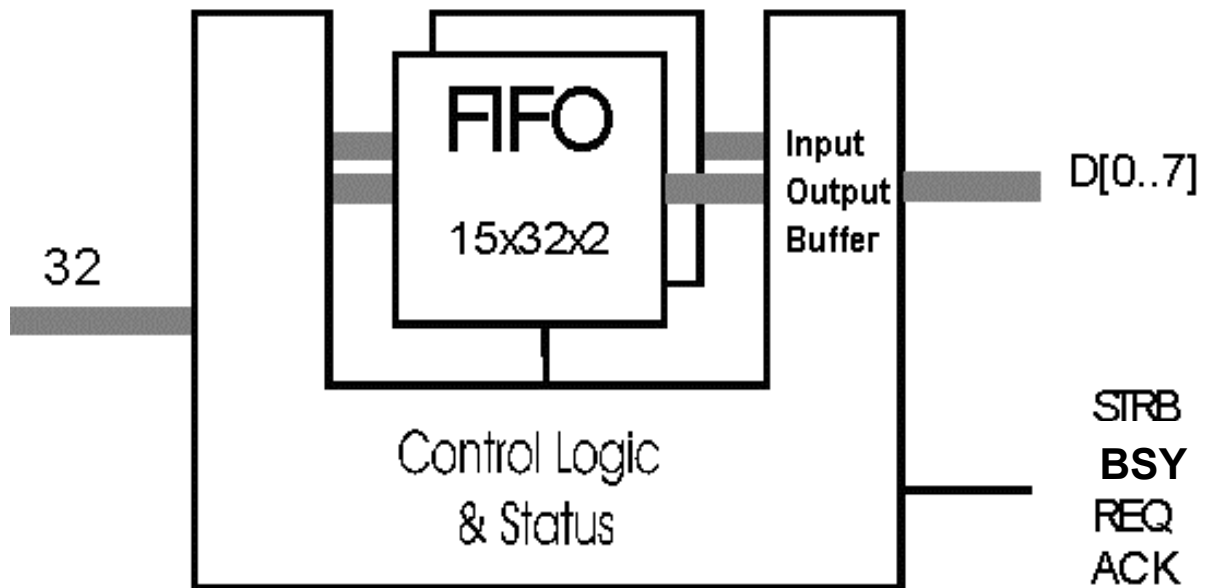 FIFO
15x32x2
Input
Output
Buffer
D[0..7]
32
Control Logic
& Status
STRB
BSY
REQ
ACK